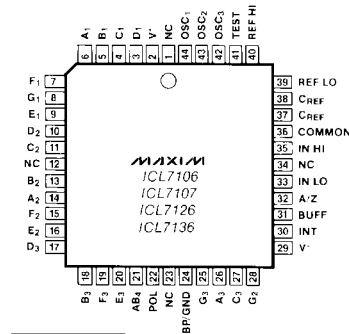 A1 B1 C1 D1 V+ NC OSC1 OSC2 OSC3 TEST REF HI
6 5 4 3 2 1 44 43 42 41 40
F1 7
G1 8
E1 9
D2 10
C2 11
NC 12
B2 13
A2 14
F2 15
E2 16
D3 17
MAXIM
ICL7106
ICL7107
ICL7126
ICL7136
39 REF LO
38 CREF
37 CREF
36 COMMON
35 IN HI
34 NC
33 IN LO
32 A/Z
31 BUFF
30 INT
29 V-
18 19 20 21 22 23 24 25 26 27 28
B3 F3 E3 AB4 POL NC BP/GND G3 A3 C3 G2